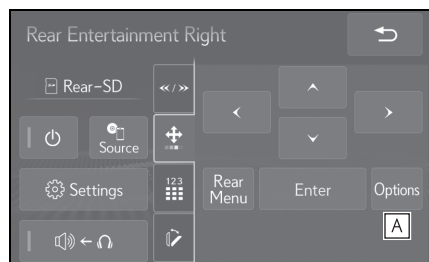 Rear Entertainment Right
Rear-SD
Source
Settings
123
Rear
Menu
Enter
Options
A